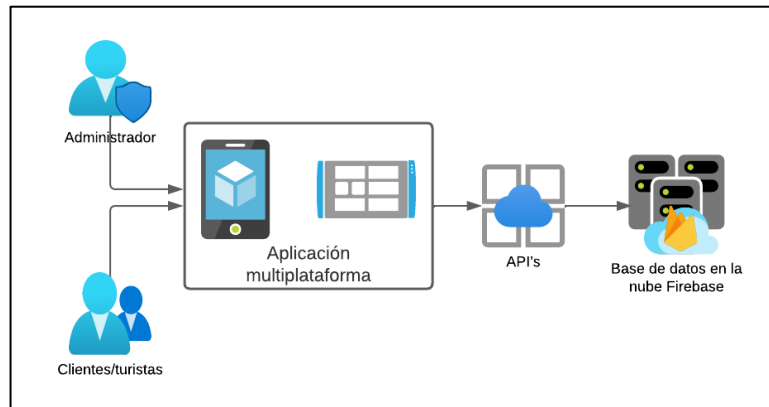 Administrador
Aplicación
multiplataforma
API's
Base de datos en la
nube Firebase
Clientes/turistas